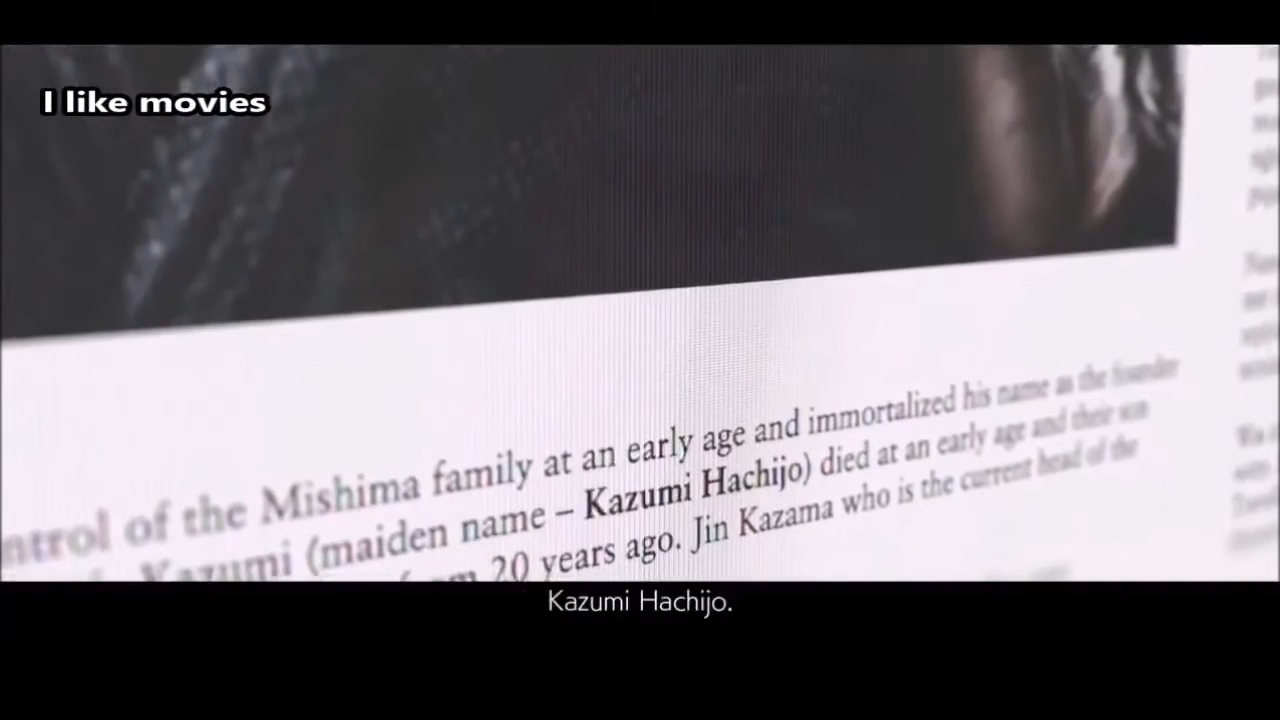 I like movies
ntrol of the Mishima family at an early age and immortalized his name as the founder
Kazumi (maiden name – Kazumi Hachijo) died at an early age and their son
20 years ago. Jin Kazama who is the current head of the
Kazumi Hachijo.